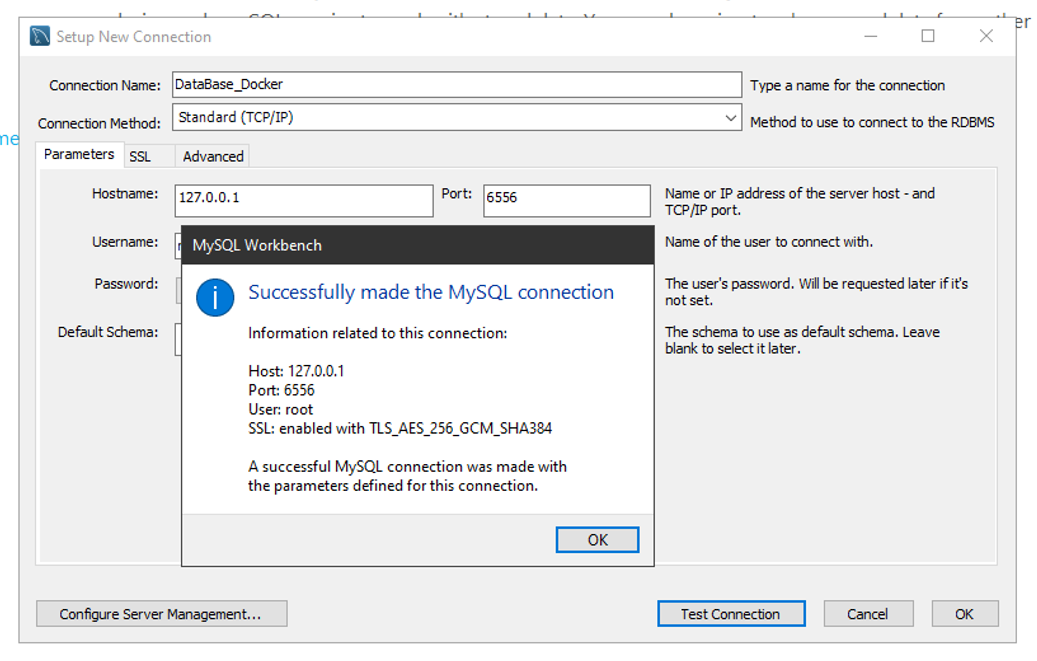 Setup New Connection
Connection Name: DataBase_Docker Type a name for the connection
Connection Method: Standard (TCP/IP) Method to use to connect to the RDBMS
Parameters SSL Advanced
Hostname: 127.0.0.1 Port: 6556 Name or IP address of the server host - and
TCP/IP port.
Username: Name of the user to connect with.
Password: The user's password. Will be requested later if it's
not set.
Default Schema: The schema to use as default schema. Leave
blank to select it later.
MySQL Workbench
Successfully made the MySQL connection
Information related to this connection:
Host: 127.0.0.1
Port: 6556
User: root
SSL: enabled with TLS_AES_256_GCM_SHA384
A successful MySQL connection was made with
the parameters defined for this connection.
OK
Configure Server Management... Test Connection Cancel OK